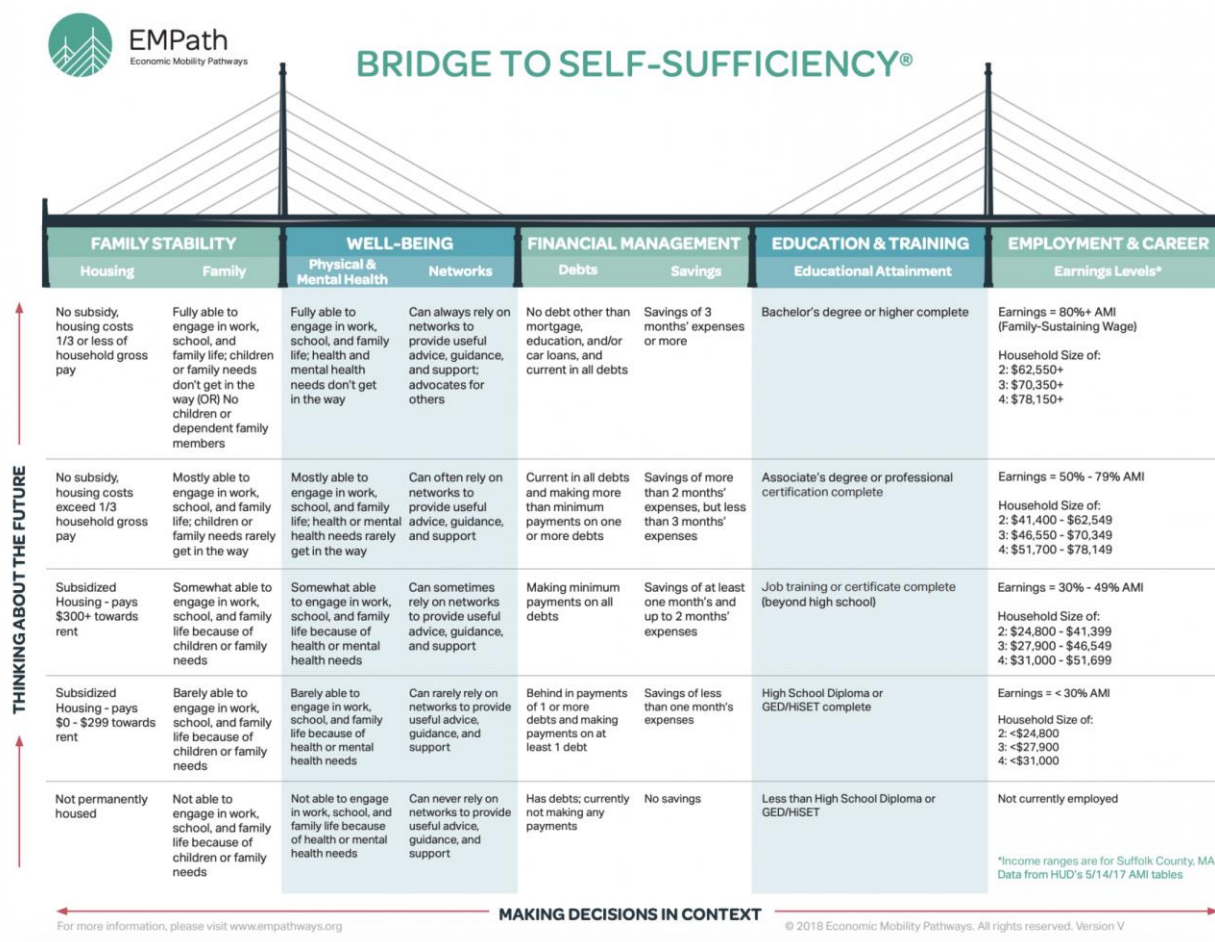 EMPath
Economic Mobility Pathways
BRIDGE TO SELF-SUFFICIENCY®
FAMILY STABILITY
Housing
Family
WELL-BEING
Physical &
Mental Health
Networks
FINANCIAL MANAGEMENT
Debts
Savings
EDUCATION & TRAINING
Educational Attainment
EMPLOYMENT & CAREER
Earnings Levels*
THINKING ABOUT THE FUTURE
No subsidy,
housing costs
1/3 or less of
household gross
pay
Fully able to
engage in work,
school, and
family life; children
or family needs
don't get in the
way (OR) No
children or
dependent family
members
Fully able to
engage in work,
school, and family
life; health and
mental health
needs don't get
in the way
Can always rely on
networks to
provide useful
advice, guidance,
and support;
advocates for
others
No debt other than
mortgage,
education, and/or
car loans, and
current in all debts
Savings of 3
months' expenses
or more
Bachelor's degree or higher complete
Earnings = 80%+ AMI
(Family-Sustaining Wage)
Household Size of:
2: $62,550+
3: $70,350+
4: $78,150+
No subsidy,
housing costs
exceed 1/3
household gross
pay
Mostly able to
engage in work,
school, and family
life; children or
family needs rarely
get in the way
Mostly able to
engage in work,
school, and family
life; health or mental
health needs rarely
get in the way
Can often rely on
networks to
provide useful
advice, guidance,
and support
Current in all debts
and making more
than minimum
payments on one
or more debts
Savings of more
than 2 months'
expenses, but less
than 3 months'
expenses
Associate's degree or professional
certification complete
Earnings = 50% - 79% AMI
Household Size of:
2: $41,400 - $62,549
3: $46,550 - $70,349
4: $51,700 - $78,149
Subsidized
Housing - pays
$300+ towards
rent
Somewhat able to
engage in work,
school, and family
life because of
children or family
needs
Somewhat able
to engage in work,
school, and family
life because of
health or mental
health needs
Can sometimes
rely on networks
to provide useful
advice, guidance,
and support
Making minimum
payments on all
debts
Savings of at least
one month's and
up to 2 months'
expenses
Job training or certificate complete
(beyond high school)
Earnings = 30% - 49% AMI
Household Size of:
2: $24,800 - $41,399
3: $27,900 - $46,549
4: $31,000 - $51,699
Subsidized
Housing - pays
$0 - $299 towards
rent
Barely able to
engage in work,
school, and family
life because of
children or family
needs
Barely able to
engage in work,
school, and family
life because of
health or mental
health needs
Can rarely rely on
networks to provide
useful advice,
guidance, and
support
Behind in payments
of 1 or more
debts and making
payments on at
least 1 debt
Savings of less
than one month's
expenses
High School Diploma or
GED/HiSET complete
Earnings = < 30% AMI
Household Size of:
2: <$24,800
3: <$27,900
4: <$31,000
Not permanently
housed
Not able to
engage in work,
school, and family
life because of
children or family
needs
Not able to engage
in work, school, and
family life because
of health or mental
health needs
Can never rely on
networks to provide
useful advice,
guidance, and
support
Has debts; currently
not making any
payments
No savings
Less than High School Diploma or
GED/HiSET
Not currently employed
*Income ranges are for Suffolk County, MA
Data from HUD's 5/14/17 AMI tables
MAKING DECISIONS IN CONTEXT
For more information, please visit www.empathways.org
© 2018 Economic Mobility Pathways. All rights reserved. Version V